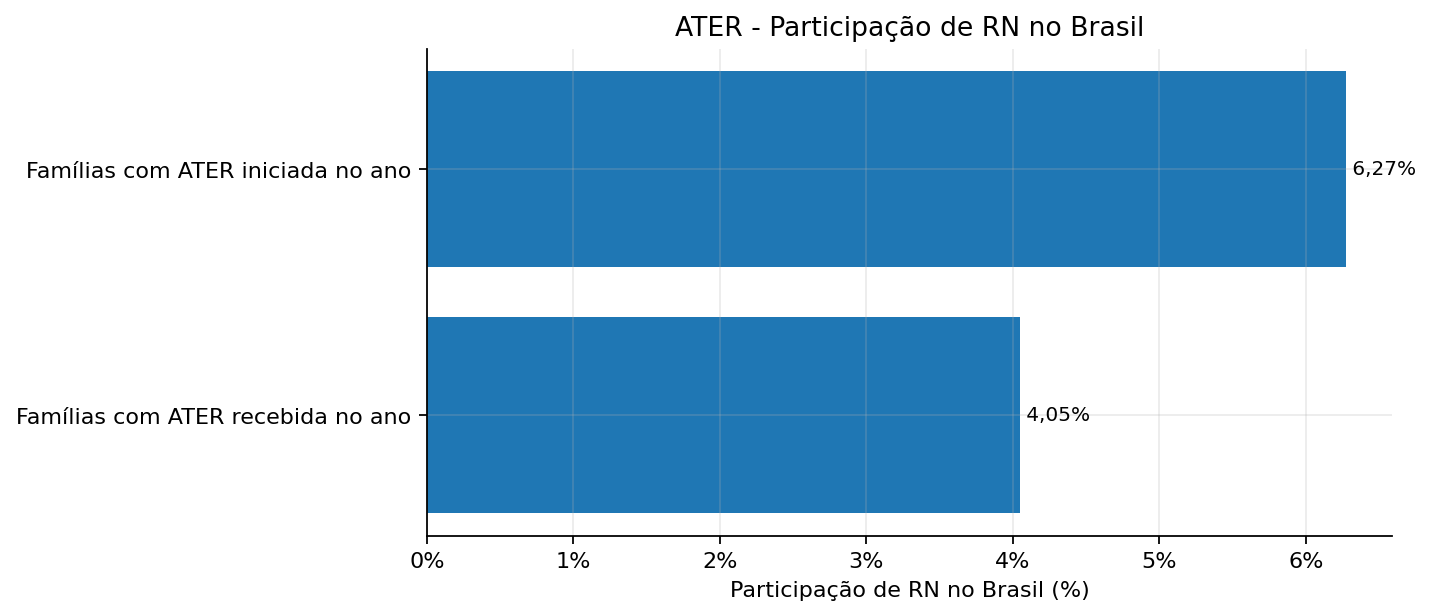 ATER - Participação de RN no Brasil
Famílias com ATER iniciada no ano
6,27%
Famílias com ATER recebida no ano
4,05%
0% 1% 2% 3% 4% 5% 6%
Participação de RN no Brasil (%)